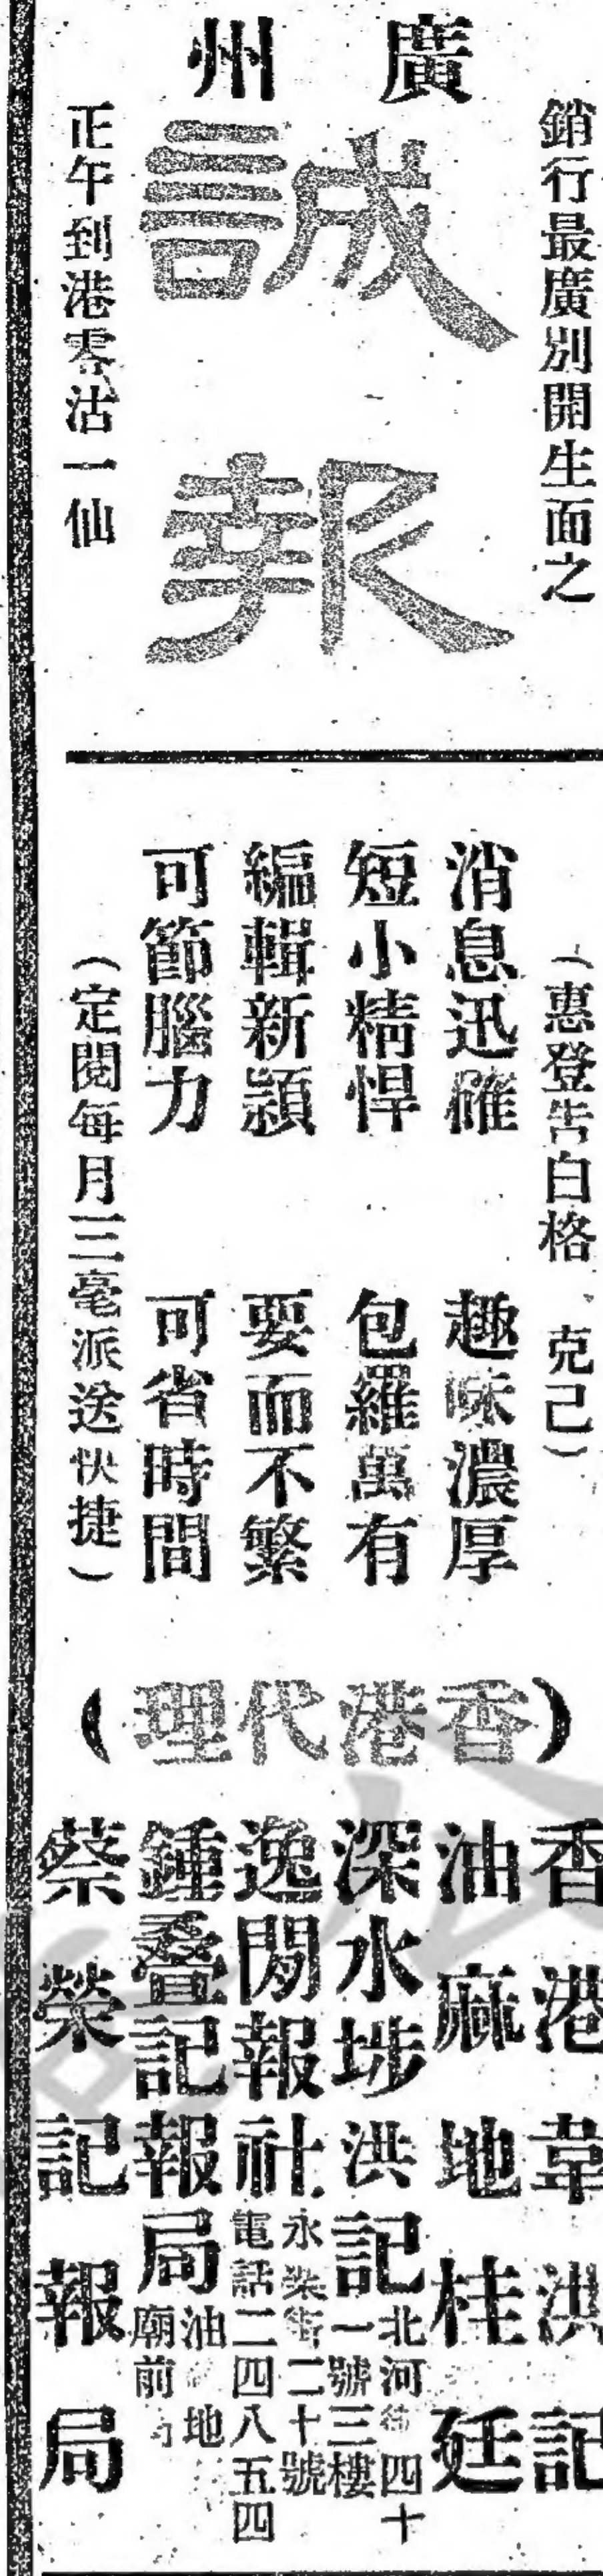 銷行最廣別開生面之
廣州
誠報
正午到港零沽一仙
(惠登告白格 克己)
消息迅確 趣味濃厚
短小精悍 包羅萬有
編輯新穎 要而不繁
可節腦力 可省時間
(定閱每月三毫派送快捷)
(香港代理)
香港韋洪記
油麻地桂廷
深水埗洪記 北河街四十一號三樓
逸閒報社 永樂街二十號 電話二四八五四
鍾疊記報局 油 地廟前
蔡榮記報局